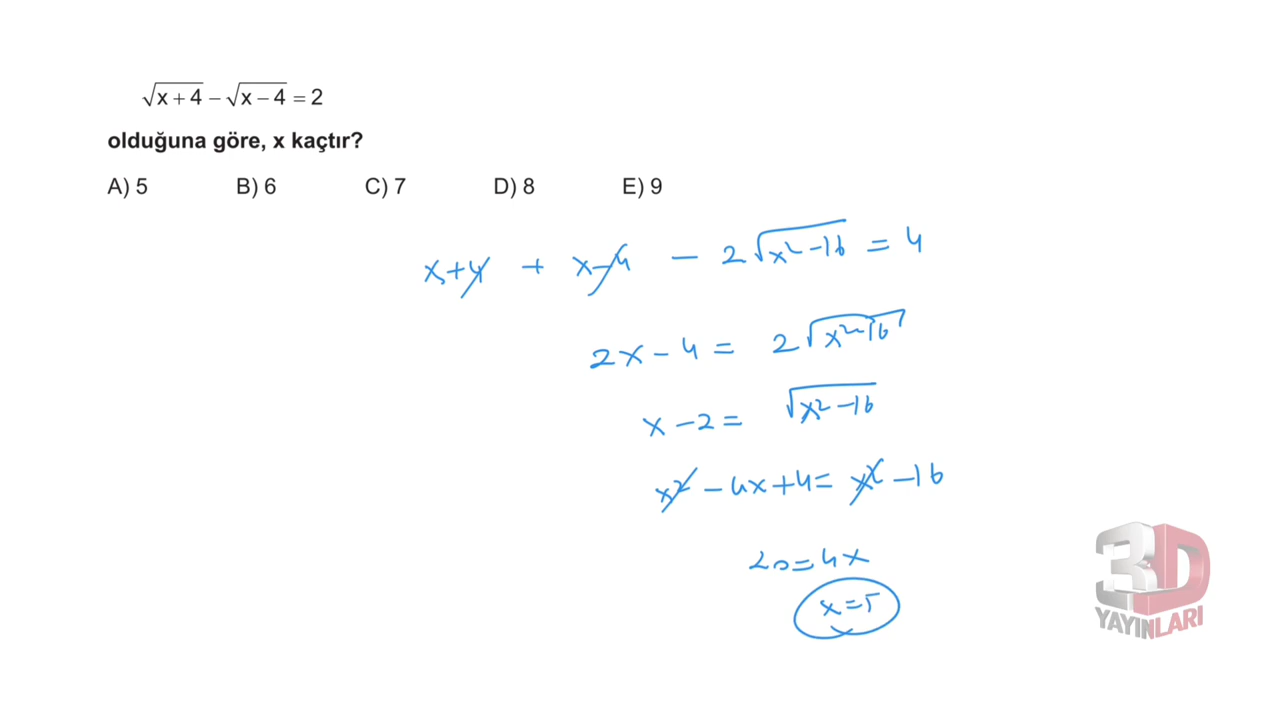 √x + 4 − √x − 4 = 2
olduğuna göre, x kaçtır?
A) 5 B) 6 C) 7 D) 8 E) 9
x+4 + x-4 - 2√x²-16 = 4
2x - 4 = 2√x²-16
x - 2 = √x²-16
x² - 4x + 4 = x² - 16
20 = 4x
x = 5
3D
YAYINLARI